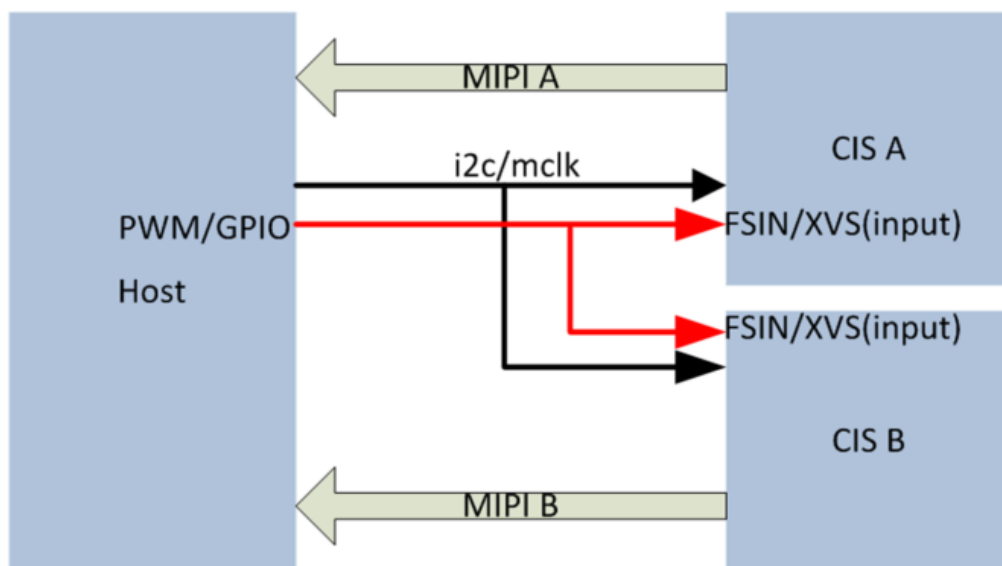 MIPI A
CIS A
i2c/mclk
PWM/GPIO
FSIN/XVS(input)
Host
FSIN/XVS(input)
CIS B
MIPI B